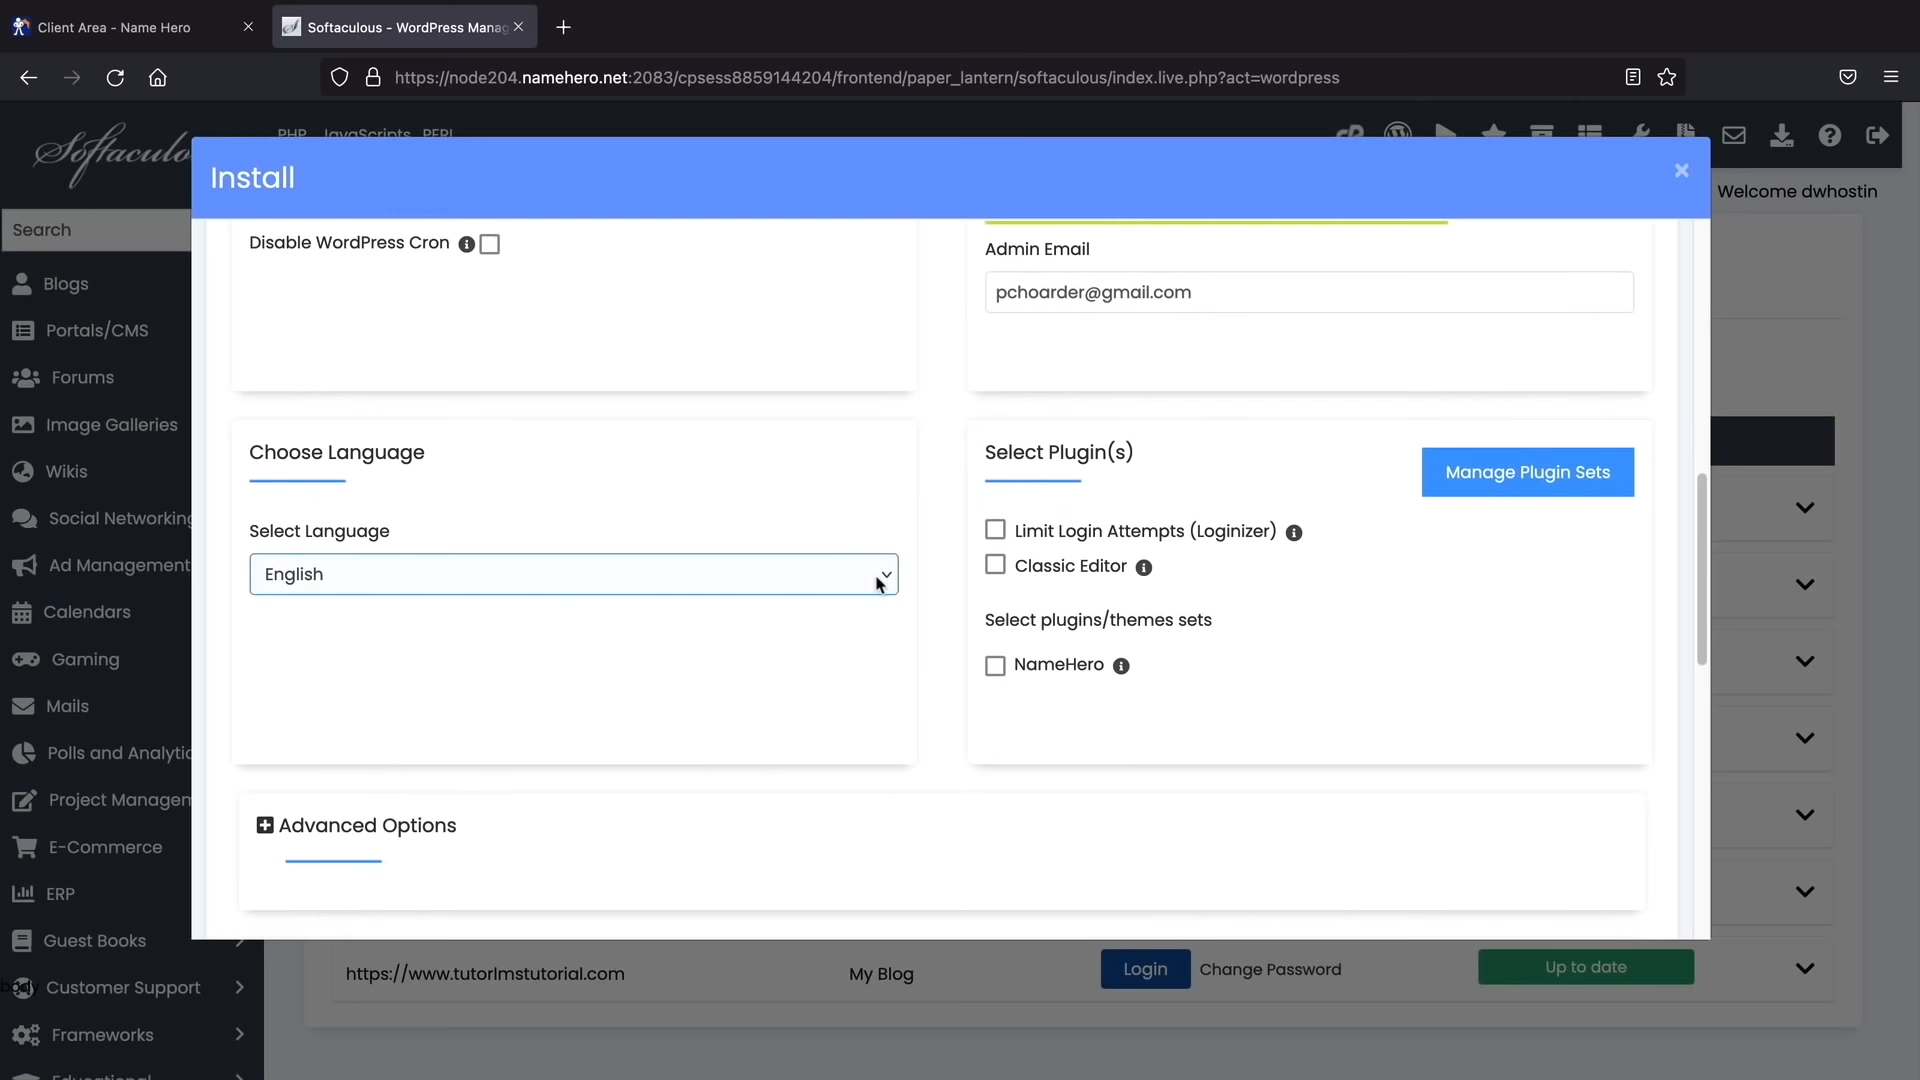 Client Area - Name Hero
Softaculous - WordPress Manag
https://node204.namehero.net:2083/cpsess8859144204/frontend/paper_lantern/softaculous/index.live.php?act=wordpress
PHP JavaScripts PERL
Install
Welcome dwhostin
Search
Blogs
Portals/CMS
Forums
Image Galleries
Wikis
Social Networking
Ad Management
Calendars
Gaming
Mails
Polls and Analytic
Project Managem
E-Commerce
ERP
Guest Books
Customer Support
Frameworks
Educational
Disable WordPress Cron
Admin Email
pchoarder@gmail.com
Choose Language
Select Language
English
Select Plugin(s)
Manage Plugin Sets
Limit Login Attempts (Loginizer)
Classic Editor
Select plugins/themes sets
NameHero
Advanced Options
https://www.tutorlmstutorial.com
My Blog
Login
Change Password
Up to date